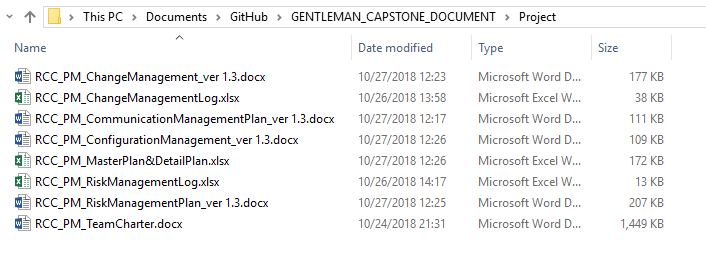 This PC > Documents > GitHub > GENTLEMAN_CAPSTONE_DOCUMENT > Project
Name Date modified Type Size
RCC_PM_ChangeManagement_ver 1.3.docx 10/27/2018 12:23 Microsoft Word D... 177 KB
RCC_PM_ChangeManagementLog.xlsx 10/26/2018 13:58 Microsoft Excel W... 38 KB
RCC_PM_CommunicationManagementPlan_ver 1.3.docx 10/27/2018 12:17 Microsoft Word D... 111 KB
RCC_PM_ConfigurationManagement_ver 1.3.docx 10/27/2018 12:26 Microsoft Word D... 109 KB
RCC_PM_MasterPlan&DetailPlan.xlsx 10/27/2018 12:26 Microsoft Excel W... 172 KB
RCC_PM_RiskManagementLog.xlsx 10/26/2018 14:17 Microsoft Excel W... 13 KB
RCC_PM_RiskManagementPlan_ver 1.3.docx 10/27/2018 12:25 Microsoft Word D... 207 KB
RCC_PM_TeamCharter.docx 10/24/2018 21:31 Microsoft Word D... 1,449 KB